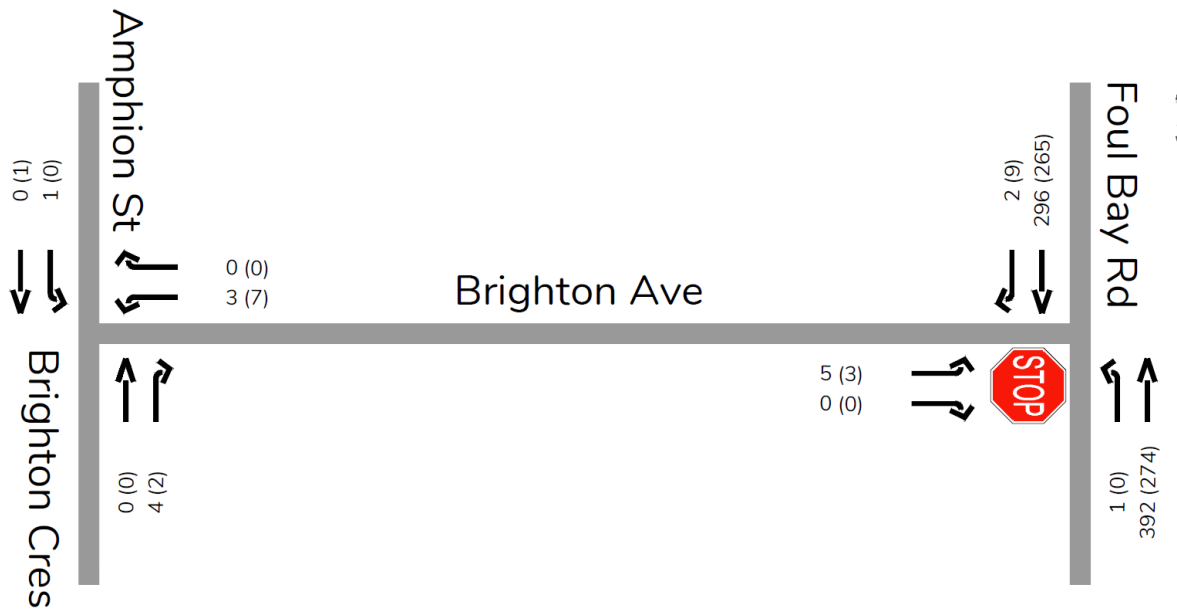 Amphion St
0 (1)
1 (0)
0 (0)
3 (7)
Brighton Ave
2 (9)
296 (265)
Foul Bay Rd
Brighton Cres
0 (0)
4 (2)
5 (3)
0 (0)
STOP
1 (0)
392 (274)